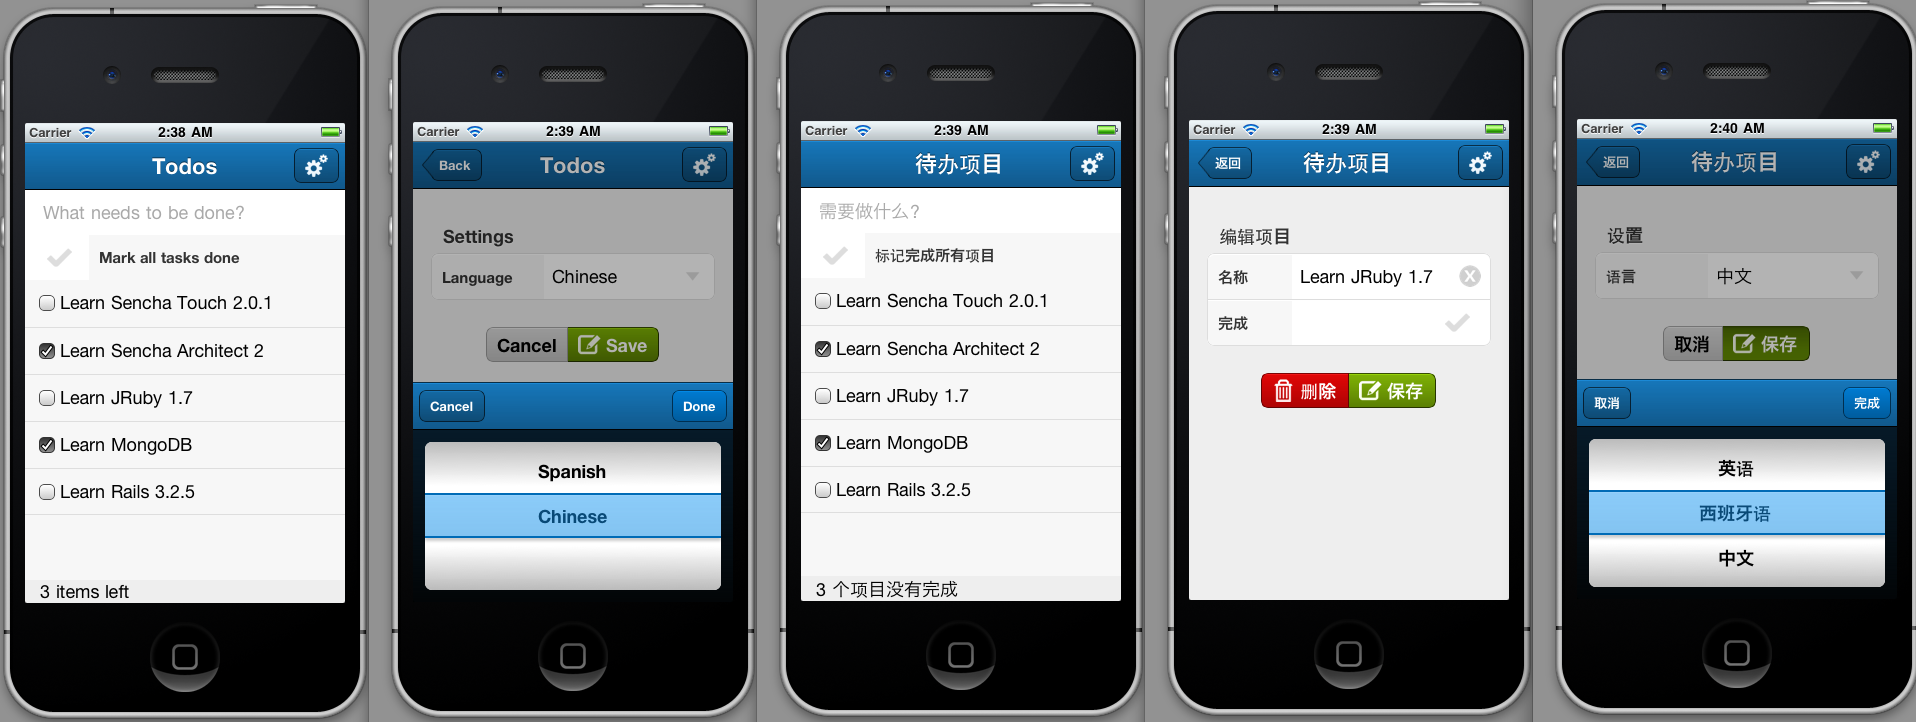 Carrier 2:38 AM
Todos
What needs to be done?
Mark all tasks done
Learn Sencha Touch 2.0.1
Learn Sencha Architect 2
Learn JRuby 1.7
Learn MongoDB
Learn Rails 3.2.5
3 items left
Carrier 2:39 AM
Back Todos
Settings
Language Chinese
Cancel Save
Cancel Done
Spanish
Chinese
Carrier 2:39 AM
待办项目
需要做什么?
标记完成所有项目
Learn Sencha Touch 2.0.1
Learn Sencha Architect 2
Learn JRuby 1.7
Learn MongoDB
Learn Rails 3.2.5
3 个项目没有完成
Carrier 2:39 AM
返回 待办项目
编辑项目
名称 Learn JRuby 1.7
完成
删除 保存
Carrier 2:40 AM
返回 待办项目
设置
语言 中文
取消 保存
取消 完成
英语
西班牙语
中文